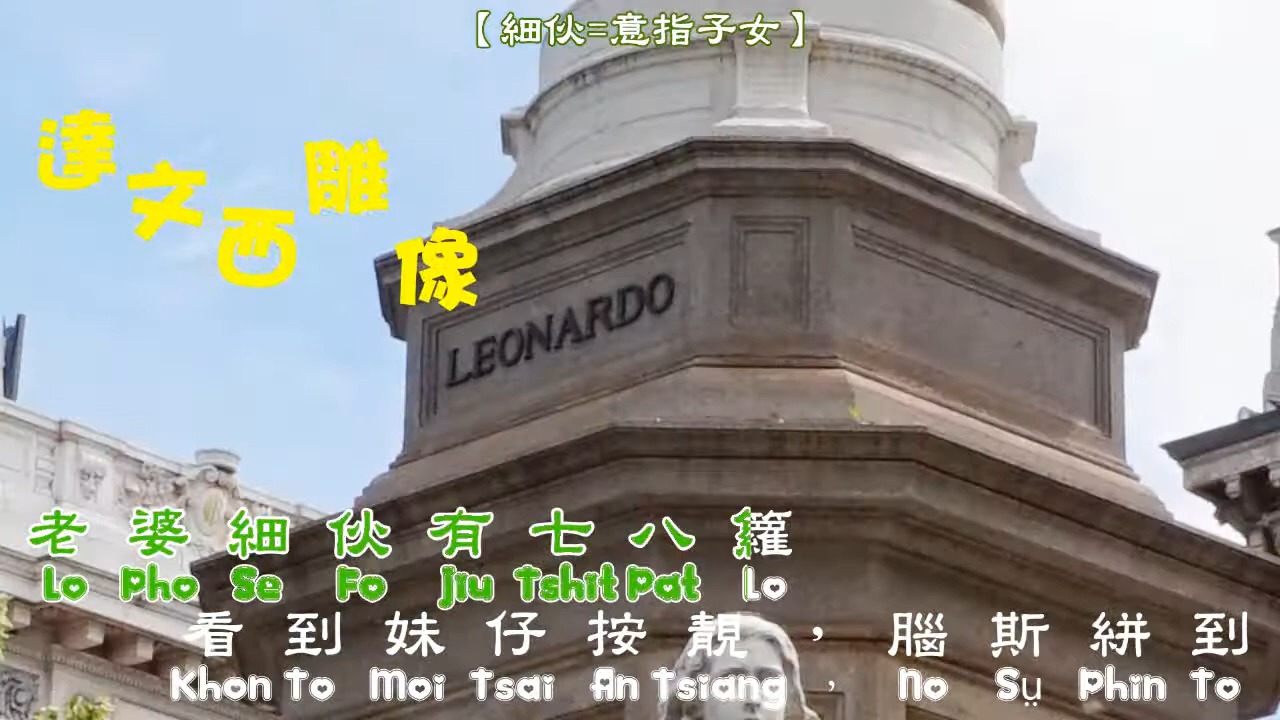 【細伙=意指子女】
達文西雕像
LEONARDO
老婆細伙有七八籮
Lo Pho Se Fo Jiu Tshit Pat Lo
看到妹仔按靚，腦斯絣到
Khon To Moi Tsai An Tsiang , No Sṳ Phin To